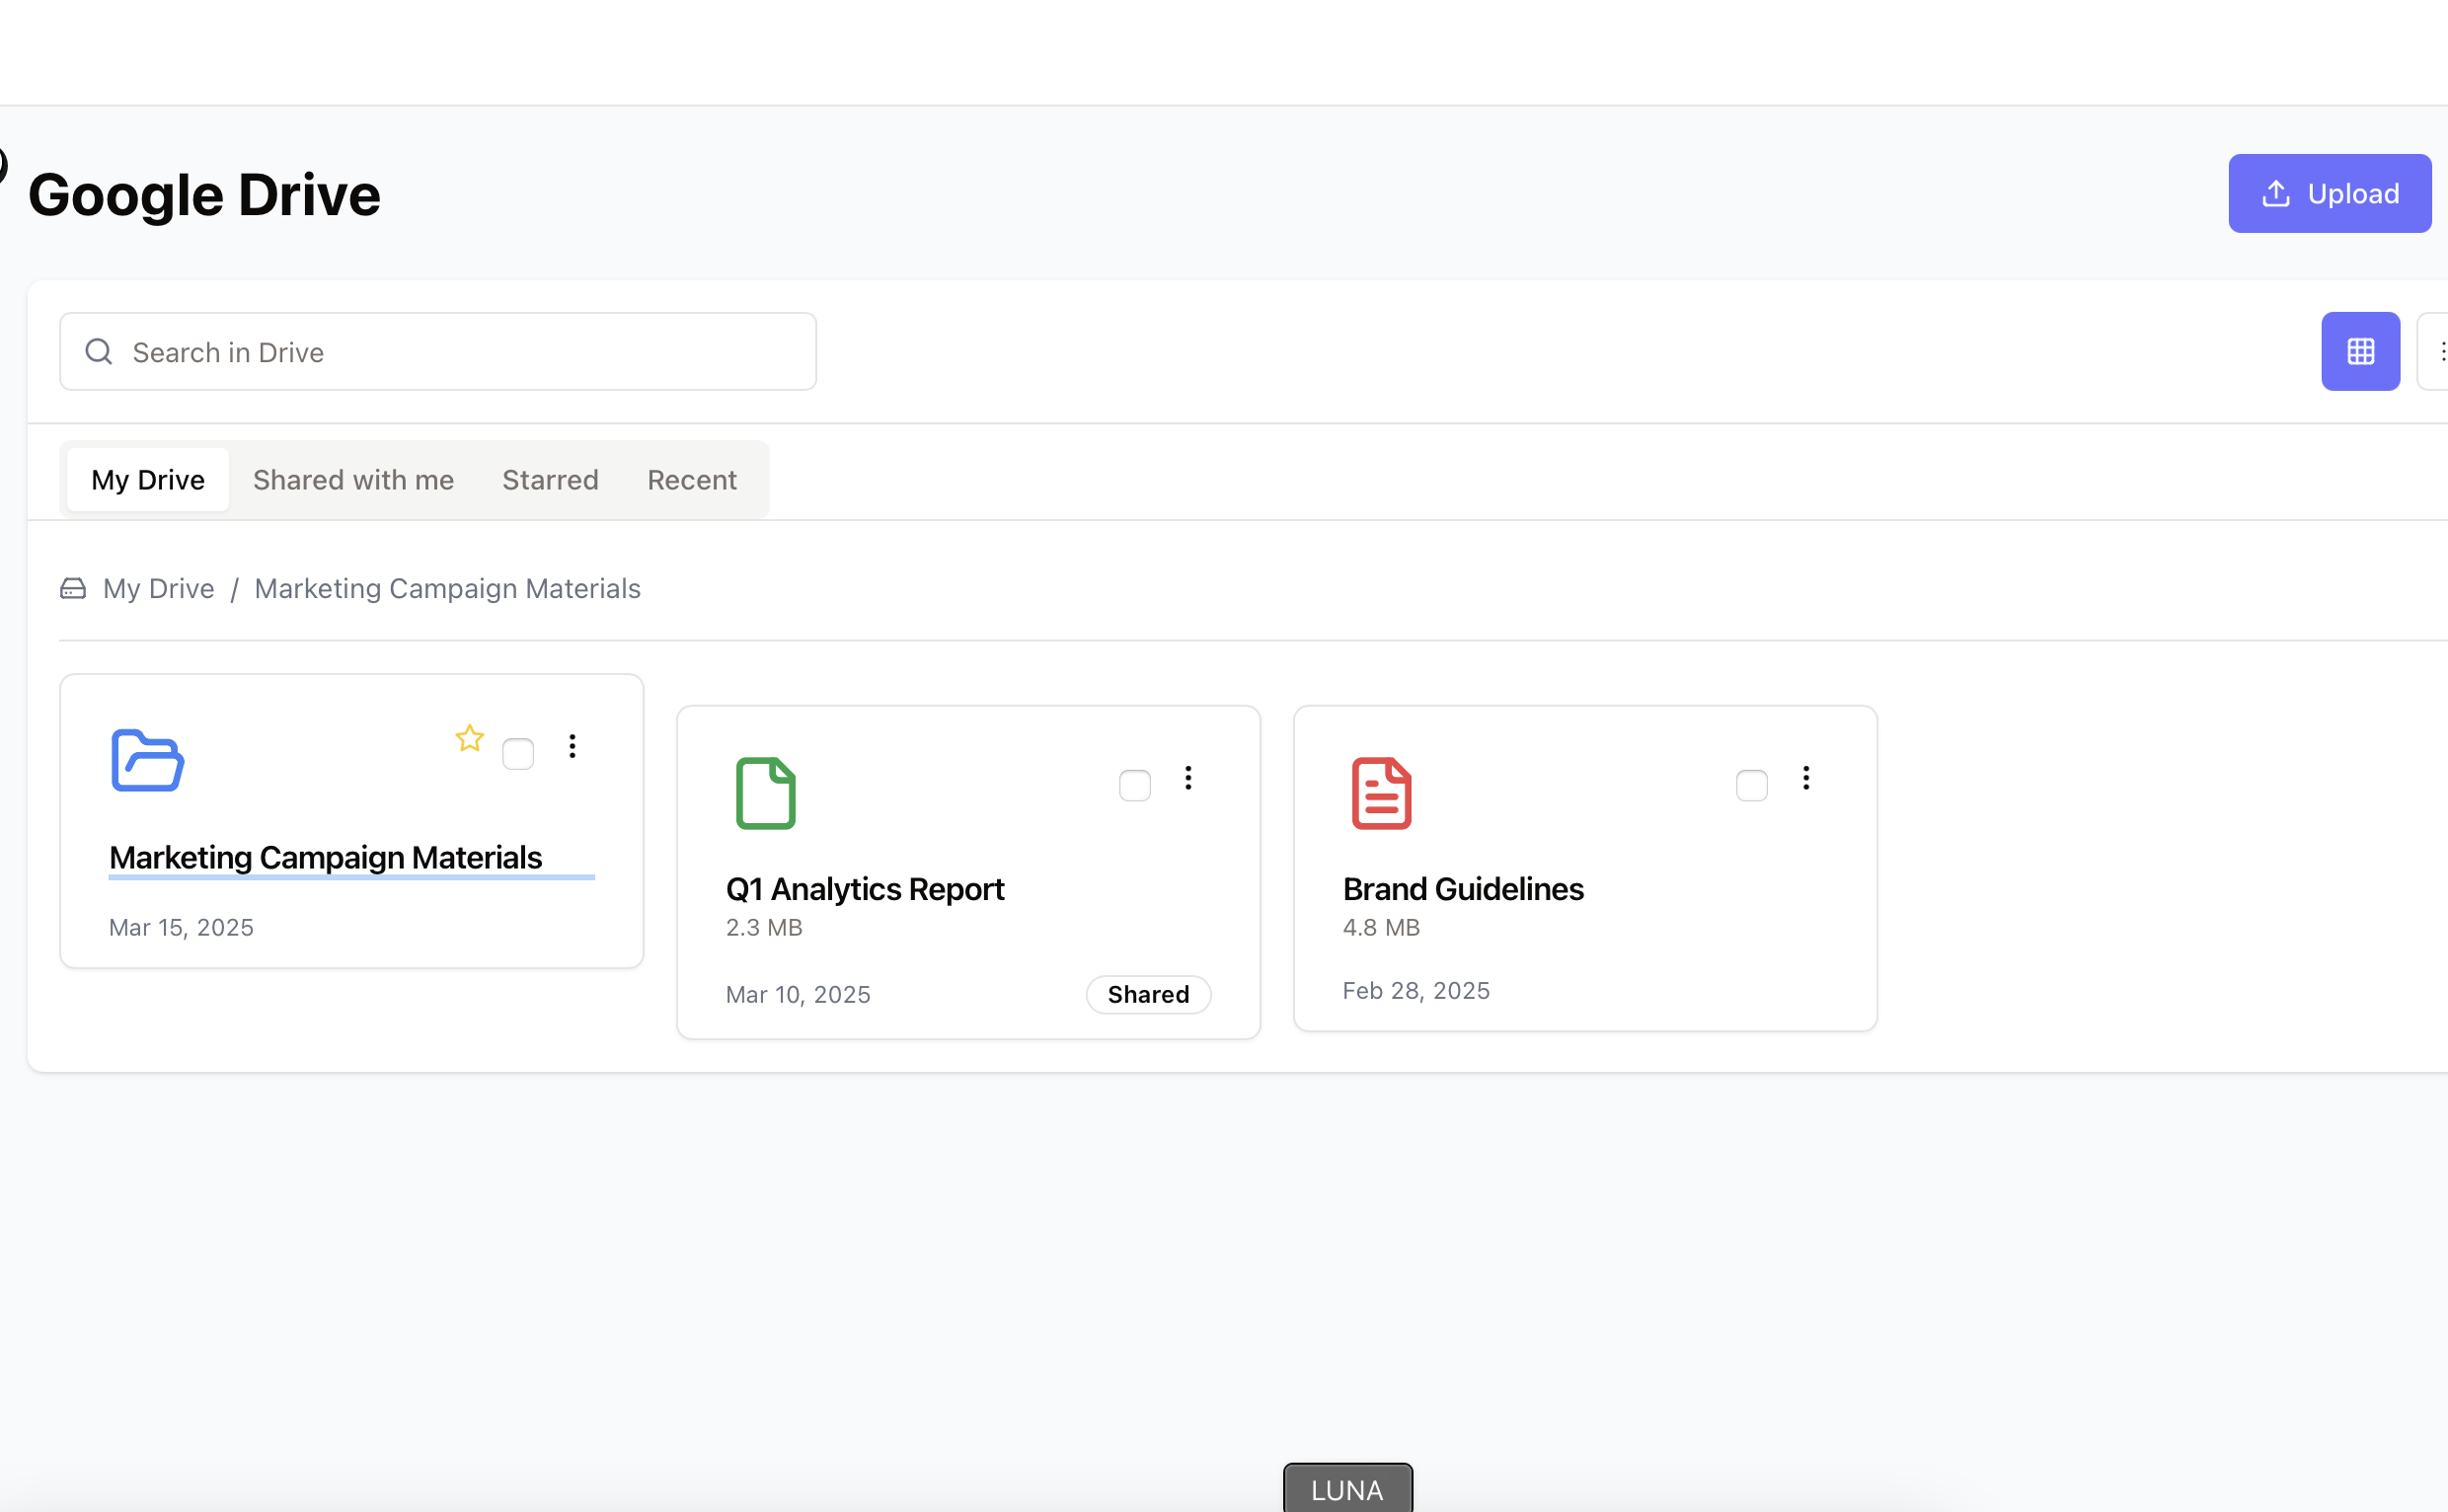 Google Drive
Upload
Search in Drive
My Drive
Shared with me
Starred
Recent
My Drive / Marketing Campaign Materials
Marketing Campaign Materials
Mar 15, 2025
Q1 Analytics Report
2.3 MB
Mar 10, 2025
Shared
Brand Guidelines
4.8 MB
Feb 28, 2025
LUNA